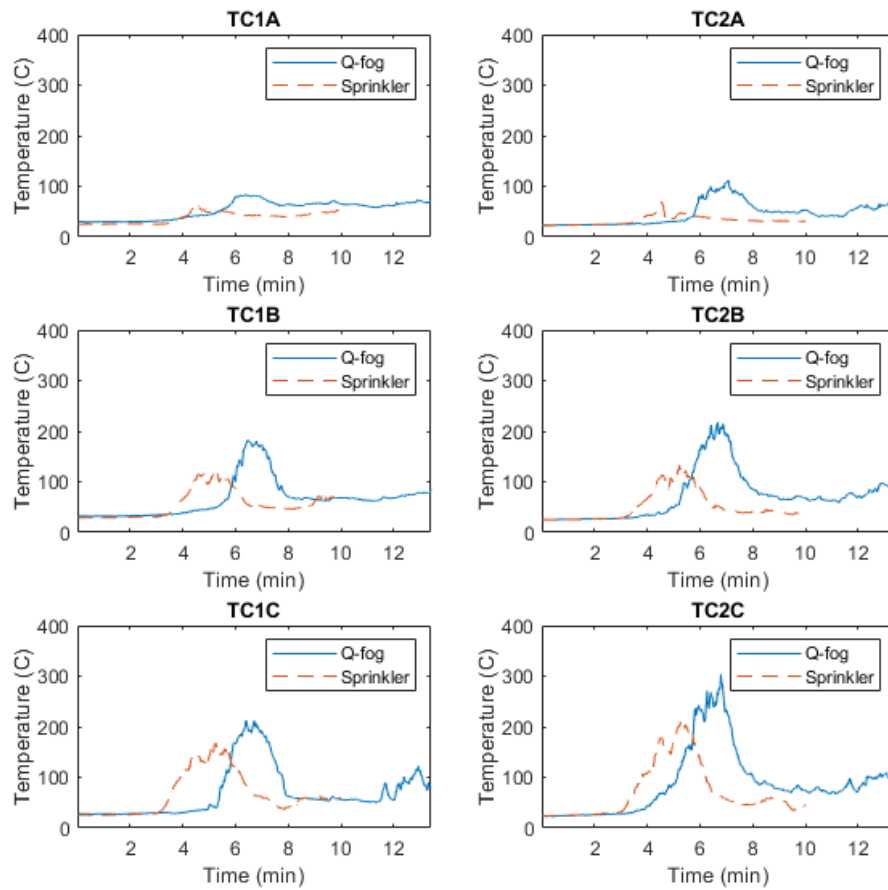 TC1A
400
300
200
100
0
Temperature (C)
Q-fog
Sprinkler
2 4 6 8 10 12
Time (min)
TC2A
400
300
200
100
0
Temperature (C)
Q-fog
Sprinkler
2 4 6 8 10 12
Time (min)
TC1B
400
300
200
100
0
Temperature (C)
Q-fog
Sprinkler
2 4 6 8 10 12
Time (min)
TC2B
400
300
200
100
0
Temperature (C)
Q-fog
Sprinkler
2 4 6 8 10 12
Time (min)
TC1C
400
300
200
100
0
Temperature (C)
Q-fog
Sprinkler
2 4 6 8 10 12
Time (min)
TC2C
400
300
200
100
0
Temperature (C)
Q-fog
Sprinkler
2 4 6 8 10 12
Time (min)